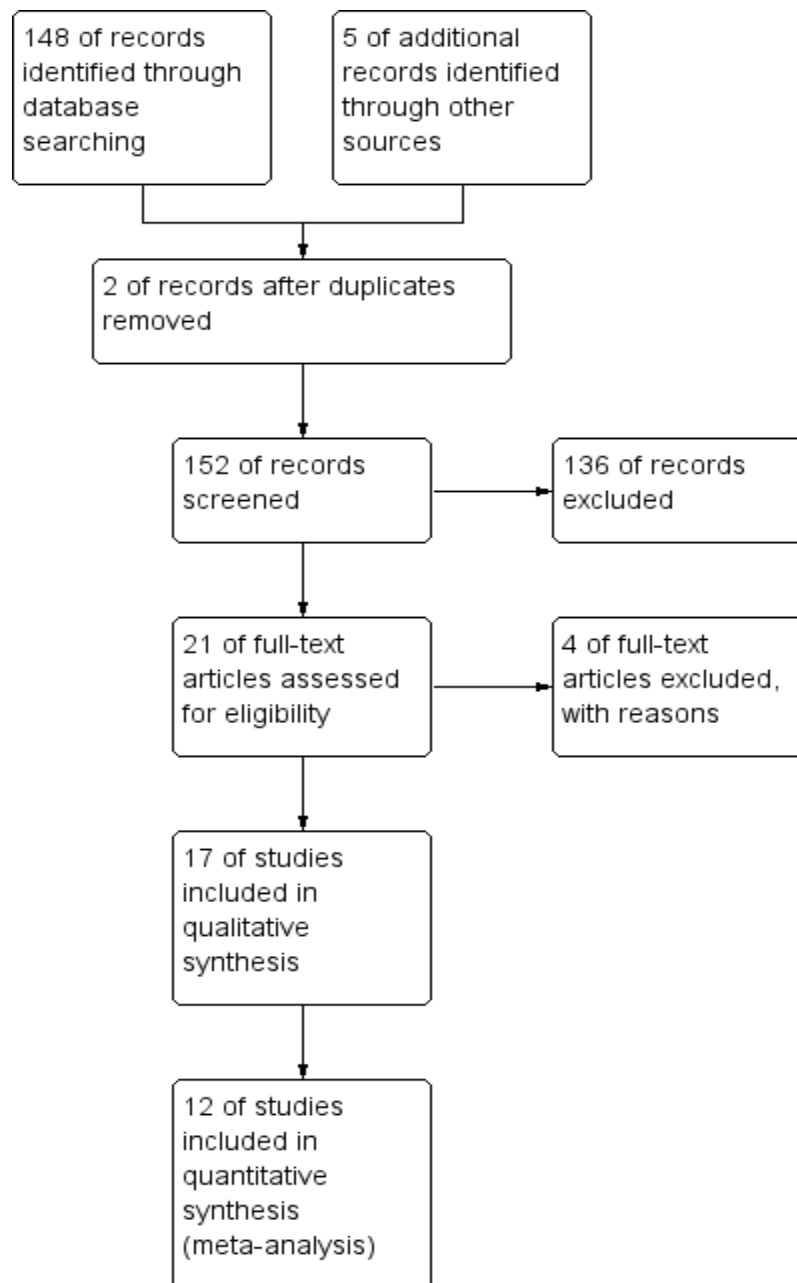 148 of records
identified through
database
searching
5 of additional
records identified
through other
sources
2 of records after duplicates
removed
152 of records
screened
136 of records
excluded
21 of full-text
articles assessed
for eligibility
4 of full-text
articles excluded,
with reasons
17 of studies
included in
qualitative
synthesis
12 of studies
included in
quantitative
synthesis
(meta-analysis)